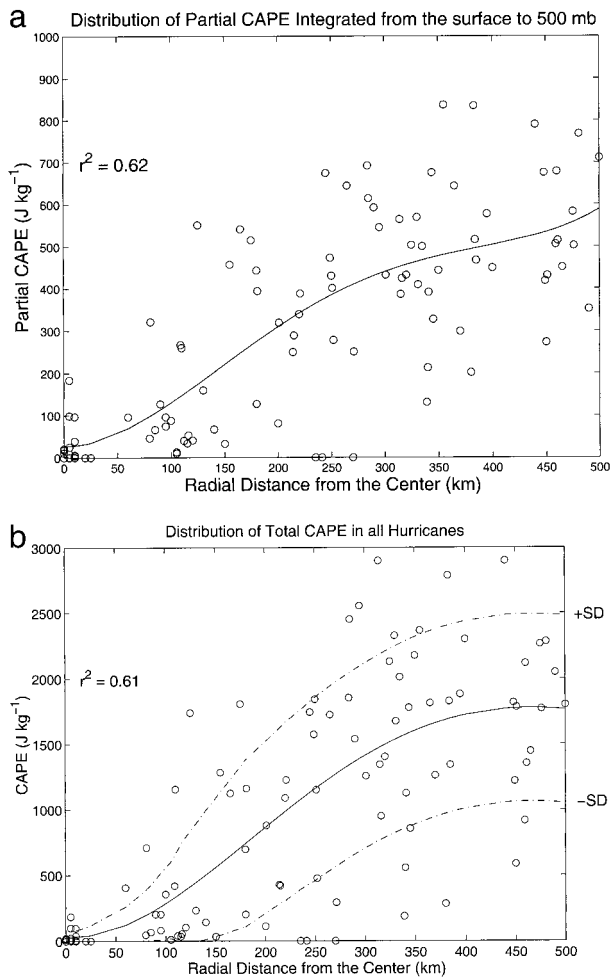 a
Distribution of Partial CAPE Integrated from the surface to 500 mb
1000
900
800
700
600
500
400
300
200
100
0
Partial CAPE (J kg⁻¹)
r² = 0.62
0 50 100 150 200 250 300 350 400 450 500
Radial Distance from the Center (km)
b
Distribution of Total CAPE in all Hurricanes
3000
2500
2000
1500
1000
500
0
CAPE (J kg⁻¹)
r² = 0.61
+SD
−SD
0 50 100 150 200 250 300 350 400 450 500
Radial Distance from the Center (km)